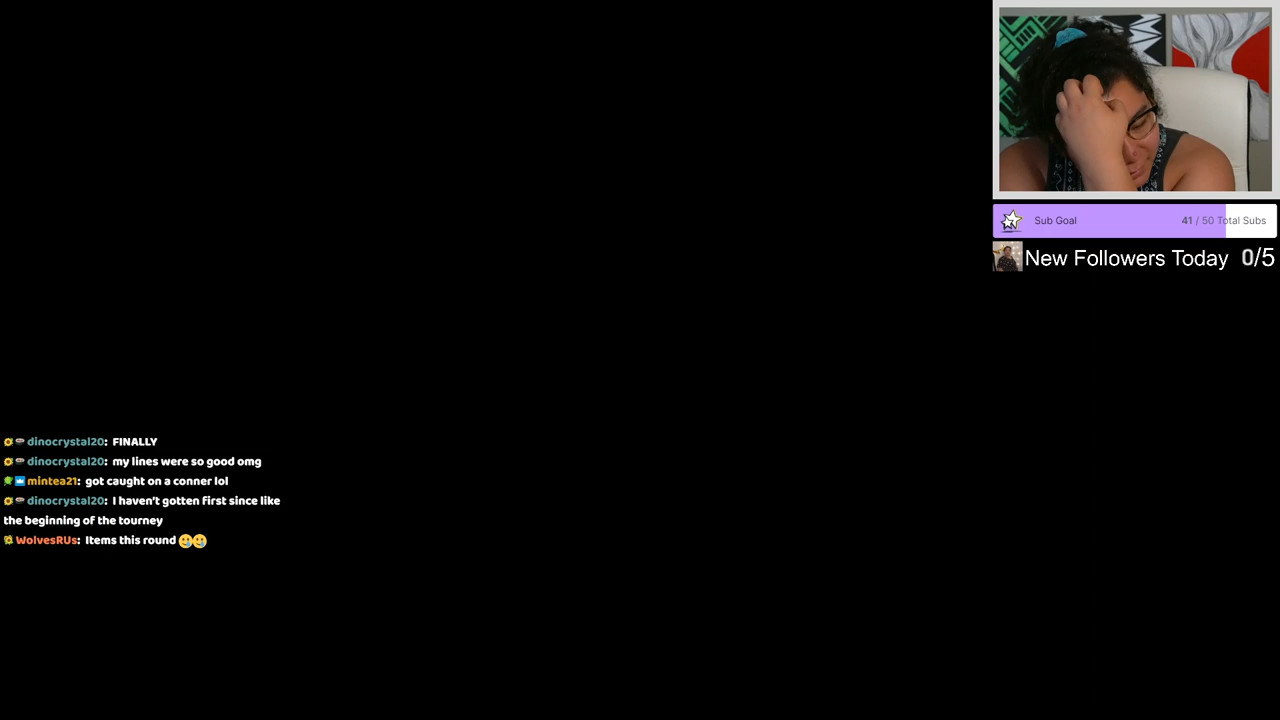 Sub Goal 41 / 50 Total Subs
New Followers Today 0/5
dinocrystal20: FINALLY
dinocrystal20: my lines were so good omg
mintea21: got caught on a conner lol
dinocrystal20: I haven't gotten first since like
the beginning of the tourney
WolvesRUs: Items this round